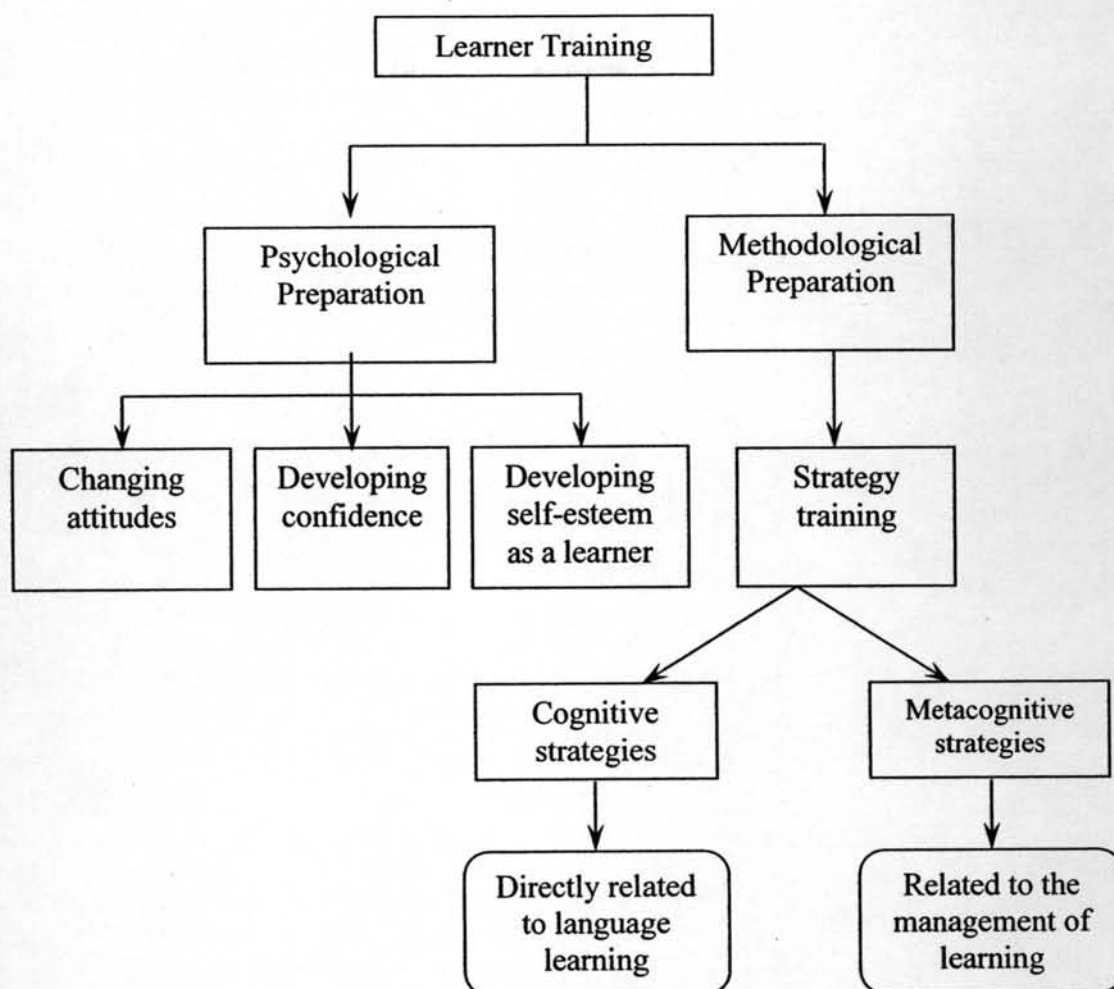 Learner Training
Psychological
Preparation
Methodological
Preparation
Changing
attitudes
Developing
confidence
Developing
self-esteem
as a learner
Strategy
training
Cognitive
strategies
Metacognitive
strategies
Directly related
to language
learning
Related to the
management of
learning